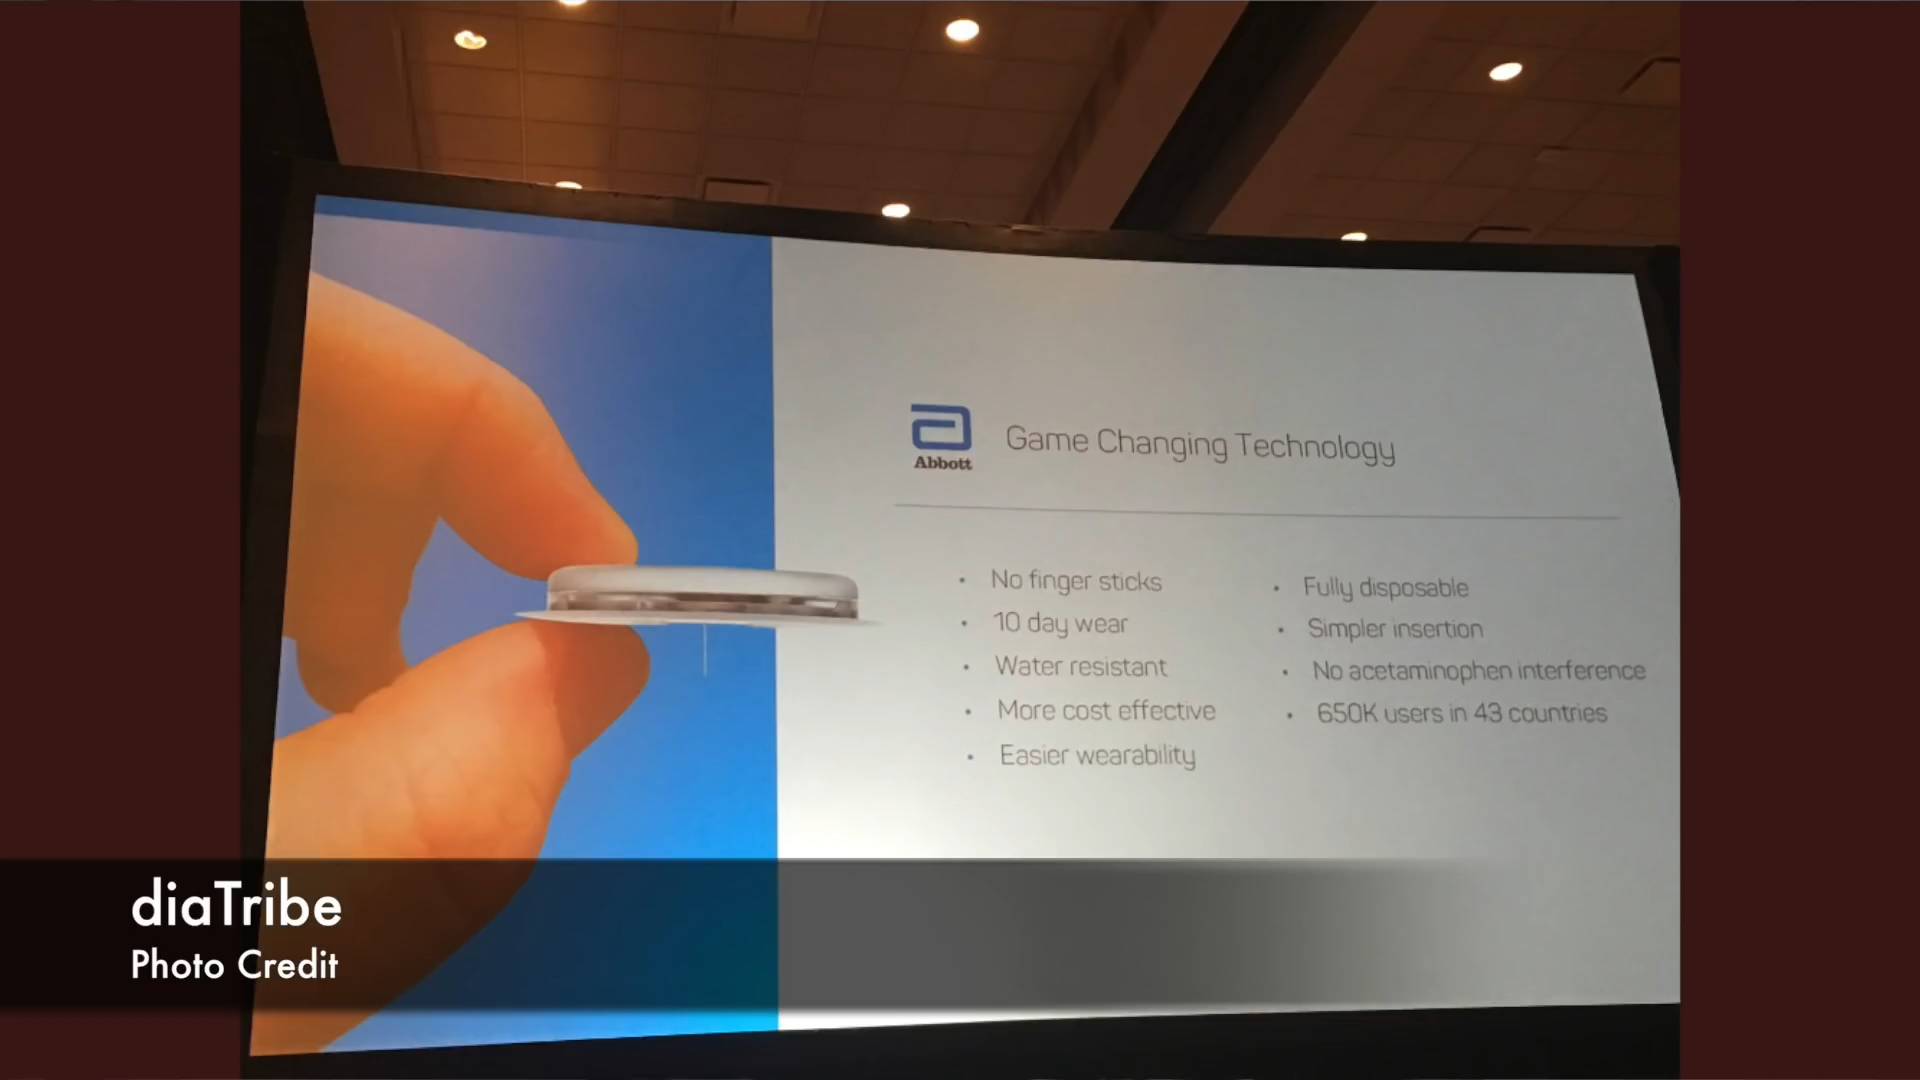 Abbott
Game Changing Technology
• No finger sticks
• 10 day wear
• Water resistant
• More cost effective
• Easier wearability
• Fully disposable
• Simpler insertion
• No acetaminophen interference
• 650K users in 43 countries
diaTribe
Photo Credit